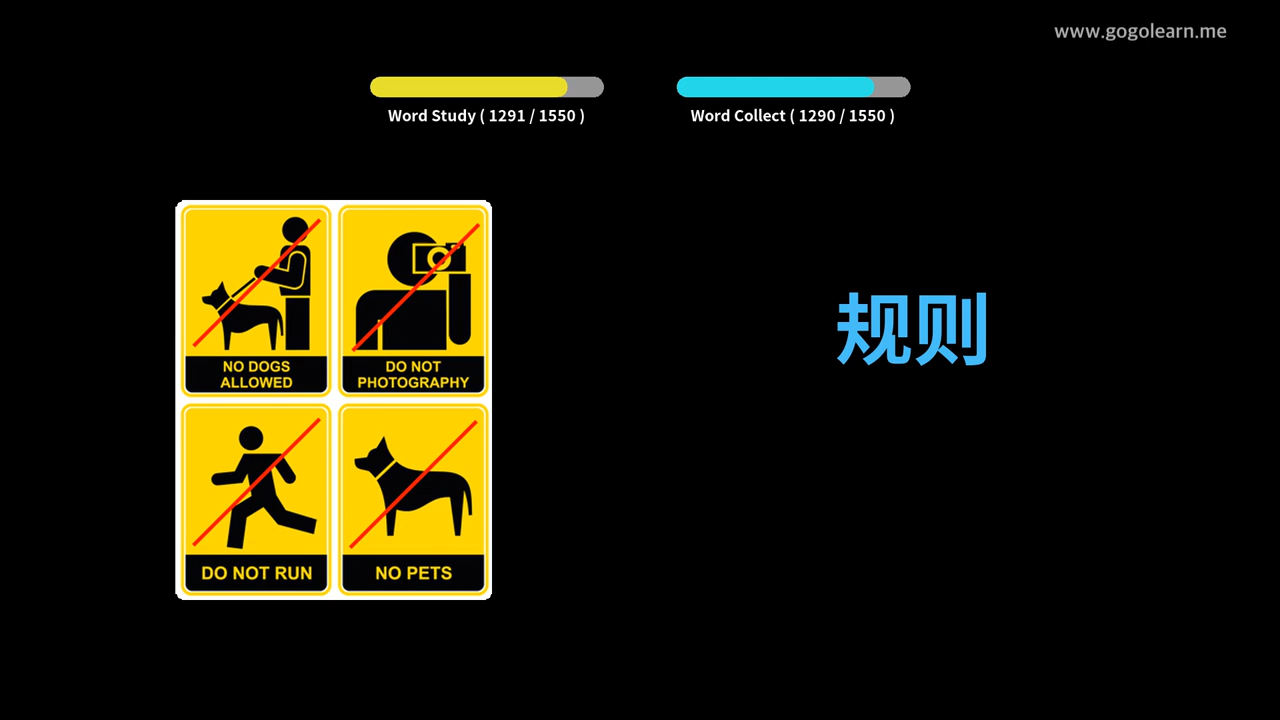 www.gogolearn.me
Word Study ( 1291 / 1550 )
Word Collect ( 1290 / 1550 )
NO DOGS
ALLOWED
DO NOT
PHOTOGRAPHY
规则
DO NOT RUN
NO PETS